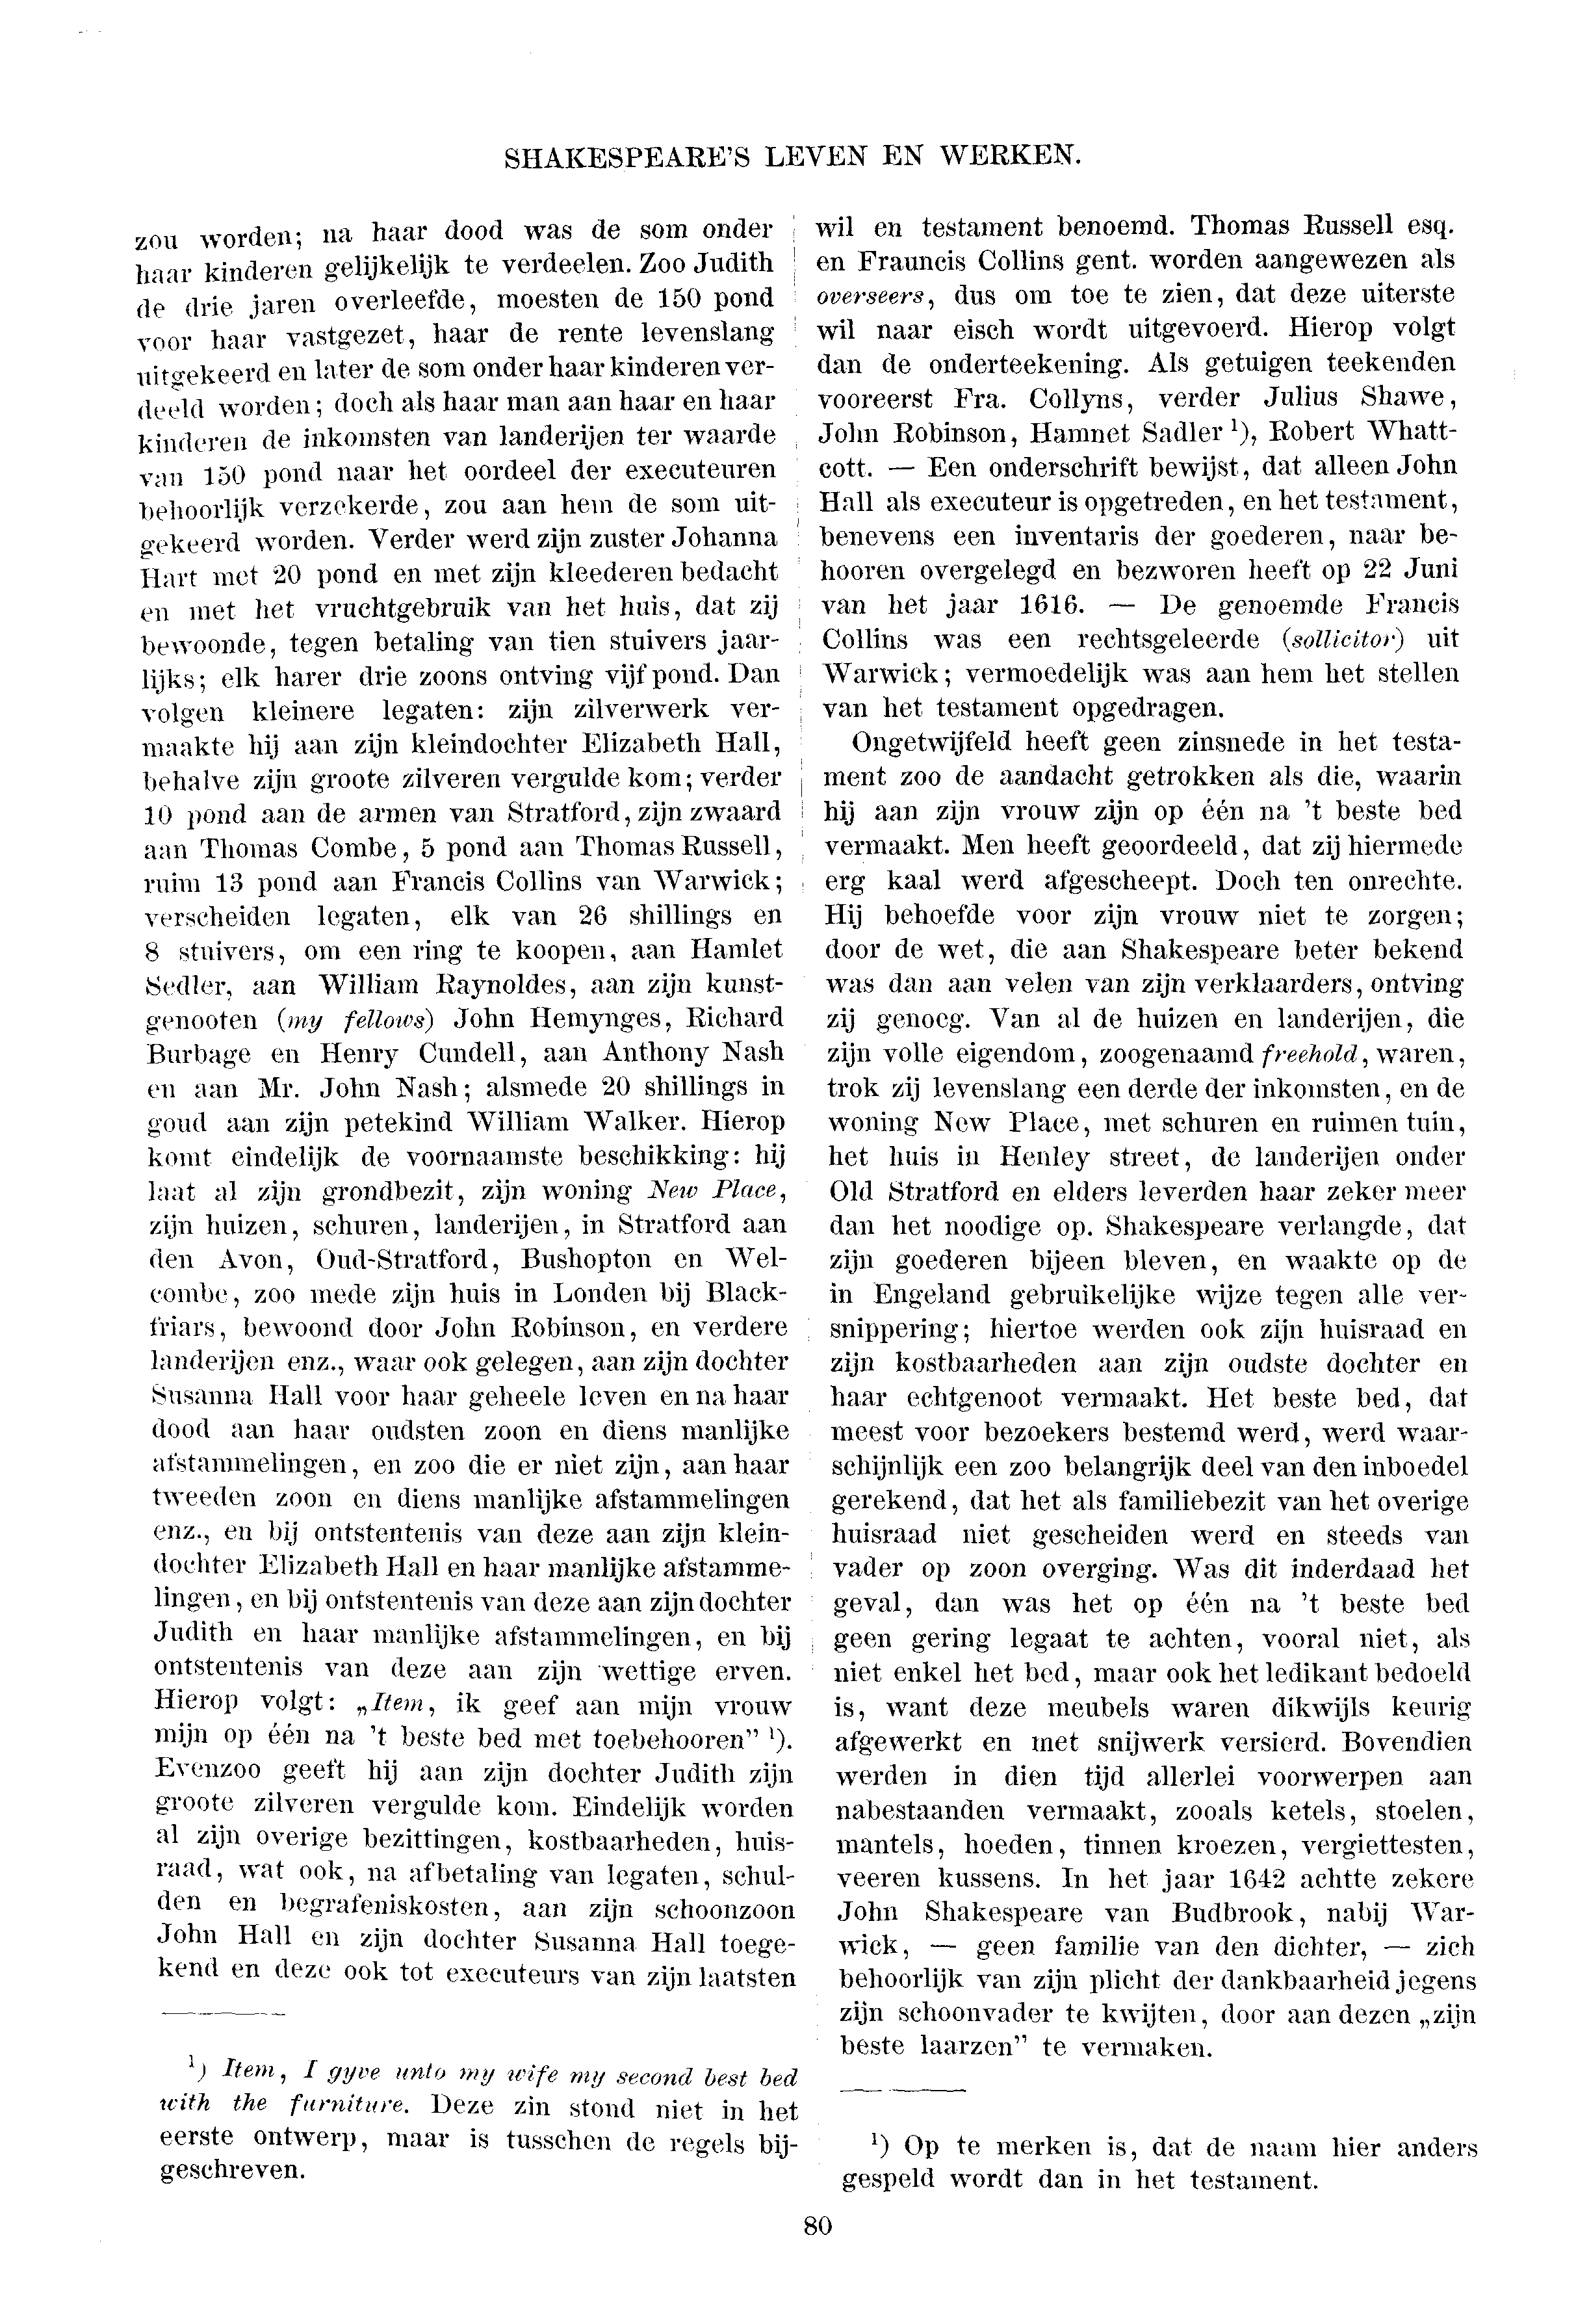 SHAKESPEARE'S LEVEN EN WERKEN.
zou worden; na haar dood was de som onder
haar kinderen gelijkelijk te verdeelen. Zoo Judith
de drie jaren overleefde, moesten de 150 pond
voor haar vastgezet, haar de rente levenslang
uitgekeerd en later de som onder haar kinderen ver-
deeld worden; doch als haar man aan haar en haar
kinderen de inkomsten van landerijen ter waarde
van 150 pond naar het oordeel der executeuren
behoorlijk verzekerde, zou aan hem de som uit-
gekeerd worden. Verder werd zijn zuster Johanna
Hart met 20 pond en met zijn kleederen bedacht
en met het vruchtgebruik van het huis, dat zij
bewoonde, tegen betaling van tien stuivers jaar-
lijks; elk harer drie zoons ontving vijf pond. Dan
volgen kleinere legaten: zijn zilverwerk ver-
maakte hij aan zijn kleindochter Elizabeth Hall,
behalve zijn groote zilveren vergulde kom; verder
10 pond aan de armen van Stratford, zijn zwaard
aan Thomas Combe, 5 pond aan Thomas Russell,
ruim 13 pond aan Francis Collins van Warwick;
verscheiden legaten, elk van 26 shillings en
8 stuivers, om een ring te koopen, aan Hamlet
Sedler, aan William Raynoldes, aan zijn kunst-
genooten (my fellows) John Hemynges, Richard
Burbage en Henry Cundell, aan Anthony Nash
en aan Mr. John Nash; alsmede 20 shillings in
goud aan zijn petekind William Walker. Hierop
komt eindelijk de voornaamste beschikking: hij
laat al zijn grondbezit, zijn woning New Place,
zijn huizen, schuren, landerijen, in Stratford aan
den Avon, Oud-Stratford, Bushopton en Wel-
combe, zoo mede zijn huis in Londen bij Black-
friars, bewoond door John Robinson, en verdere
landerijen enz., waar ook gelegen, aan zijn dochter
Susanna Hall voor haar geheele leven en na haar
dood aan haar oudsten zoon en diens manlijke
afstammelingen, en zoo die er niet zijn, aan haar
tweeden zoon en diens manlijke afstammelingen
enz., en bij ontstentenis van deze aan zijn klein-
dochter Elizabeth Hall en haar manlijke afstamme-
lingen, en bij ontstentenis van deze aan zijn dochter
Judith en haar manlijke afstammelingen, en bij
ontstentenis van deze aan zijn wettige erven.
Hierop volgt: „Item, ik geef aan mijn vrouw
mijn op één na 't beste bed met toebehooren" ¹).
Evenzoo geeft hij aan zijn dochter Judith zijn
groote zilveren vergulde kom. Eindelijk worden
al zijn overige bezittingen, kostbaarheden, huis-
raad, wat ook, na afbetaling van legaten, schul-
den en begrafeniskosten, aan zijn schoonzoon
John Hall en zijn dochter Susanna Hall toege-
kend en deze ook tot executeurs van zijn laatsten
¹) Item, I gyve unto my wife my second best bed
with the furniture. Deze zin stond niet in het
eerste ontwerp, maar is tusschen de regels bij-
geschreven.
wil en testament benoemd. Thomas Russell esq.
en Frauncis Collins gent. worden aangewezen als
overseers, dus om toe te zien, dat deze uiterste
wil naar eisch wordt uitgevoerd. Hierop volgt
dan de onderteekening. Als getuigen teekenden
vooreerst Fra. Collyns, verder Julius Shawe,
John Robinson, Hamnet Sadler ¹), Robert Whatt-
cott. — Een onderschrift bewijst, dat alleen John
Hall als executeur is opgetreden, en het testament,
benevens een inventaris der goederen, naar be-
hooren overgelegd en bezworen heeft op 22 Juni
van het jaar 1616. — De genoemde Francis
Collins was een rechtsgeleerde (sollicitor) uit
Warwick; vermoedelijk was aan hem het stellen
van het testament opgedragen.
Ongetwijfeld heeft geen zinsnede in het testa-
ment zoo de aandacht getrokken als die, waarin
hij aan zijn vrouw zijn op één na 't beste bed
vermaakt. Men heeft geoordeeld, dat zij hiermede
erg kaal werd afgescheept. Doch ten onrechte.
Hij behoefde voor zijn vrouw niet te zorgen;
door de wet, die aan Shakespeare beter bekend
was dan aan velen van zijn verklaarders, ontving
zij genoeg. Van al de huizen en landerijen, die
zijn volle eigendom, zoogenaamd freehold, waren,
trok zij levenslang een derde der inkomsten, en de
woning New Place, met schuren en ruimen tuin,
het huis in Henley street, de landerijen onder
Old Stratford en elders leverden haar zeker meer
dan het noodige op. Shakespeare verlangde, dat
zijn goederen bijeen bleven, en waakte op de
in Engeland gebruikelijke wijze tegen alle ver-
snippering; hiertoe werden ook zijn huisraad en
zijn kostbaarheden aan zijn oudste dochter en
haar echtgenoot vermaakt. Het beste bed, dat
meest voor bezoekers bestemd werd, werd waar-
schijnlijk een zoo belangrijk deel van den inboedel
gerekend, dat het als familiebezit van het overige
huisraad niet gescheiden werd en steeds van
vader op zoon overging. Was dit inderdaad het
geval, dan was het op één na 't beste bed
geen gering legaat te achten, vooral niet, als
niet enkel het bed, maar ook het ledikant bedoeld
is, want deze meubels waren dikwijls keurig
afgewerkt en met snijwerk versierd. Bovendien
werden in dien tijd allerlei voorwerpen aan
nabestaanden vermaakt, zooals ketels, stoelen,
mantels, hoeden, tinnen kroezen, vergiettesten,
veeren kussens. In het jaar 1642 achtte zekere
John Shakespeare van Budbrook, nabij War-
wick, — geen familie van den dichter, — zich
behoorlijk van zijn plicht der dankbaarheid jegens
zijn schoonvader te kwijten, door aan dezen „zijn
beste laarzen" te vermaken.
¹) Op te merken is, dat de naam hier anders
gespeld wordt dan in het testament.
80